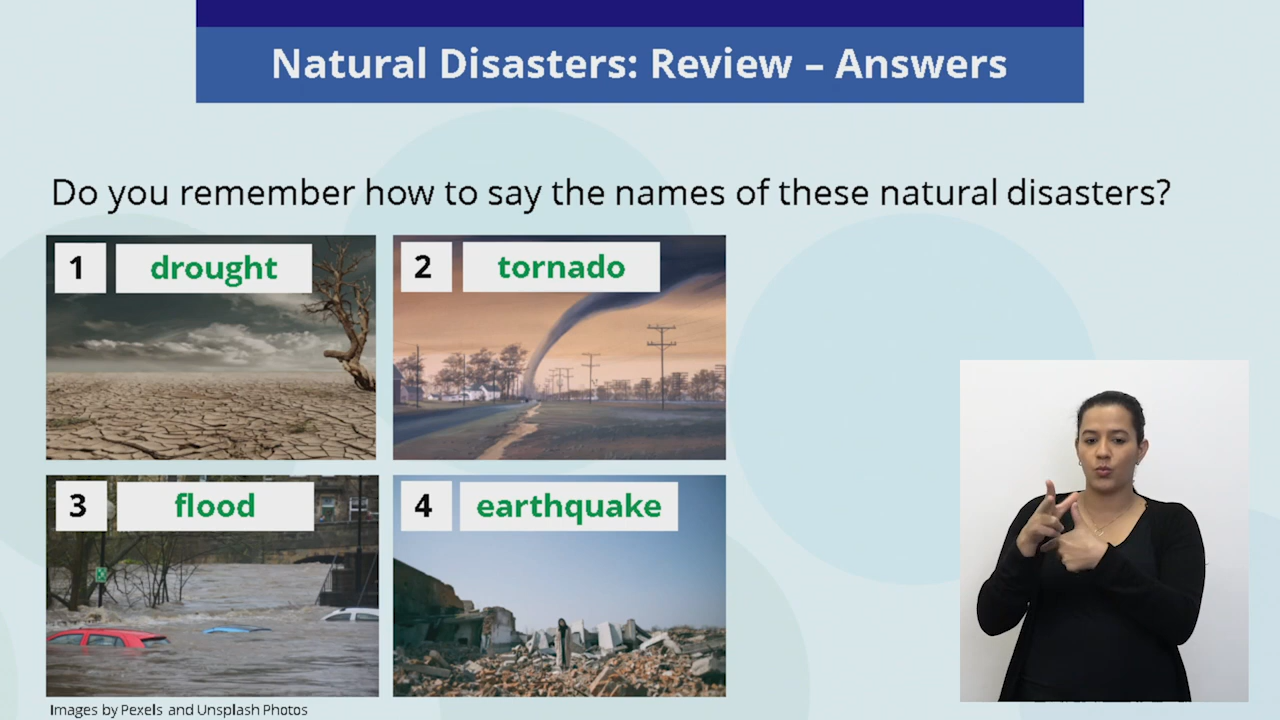 Natural Disasters: Review – Answers
Do you remember how to say the names of these natural disasters?
1 drought
2 tornado
3 flood
4 earthquake
Images by Pexels and Unsplash Photos